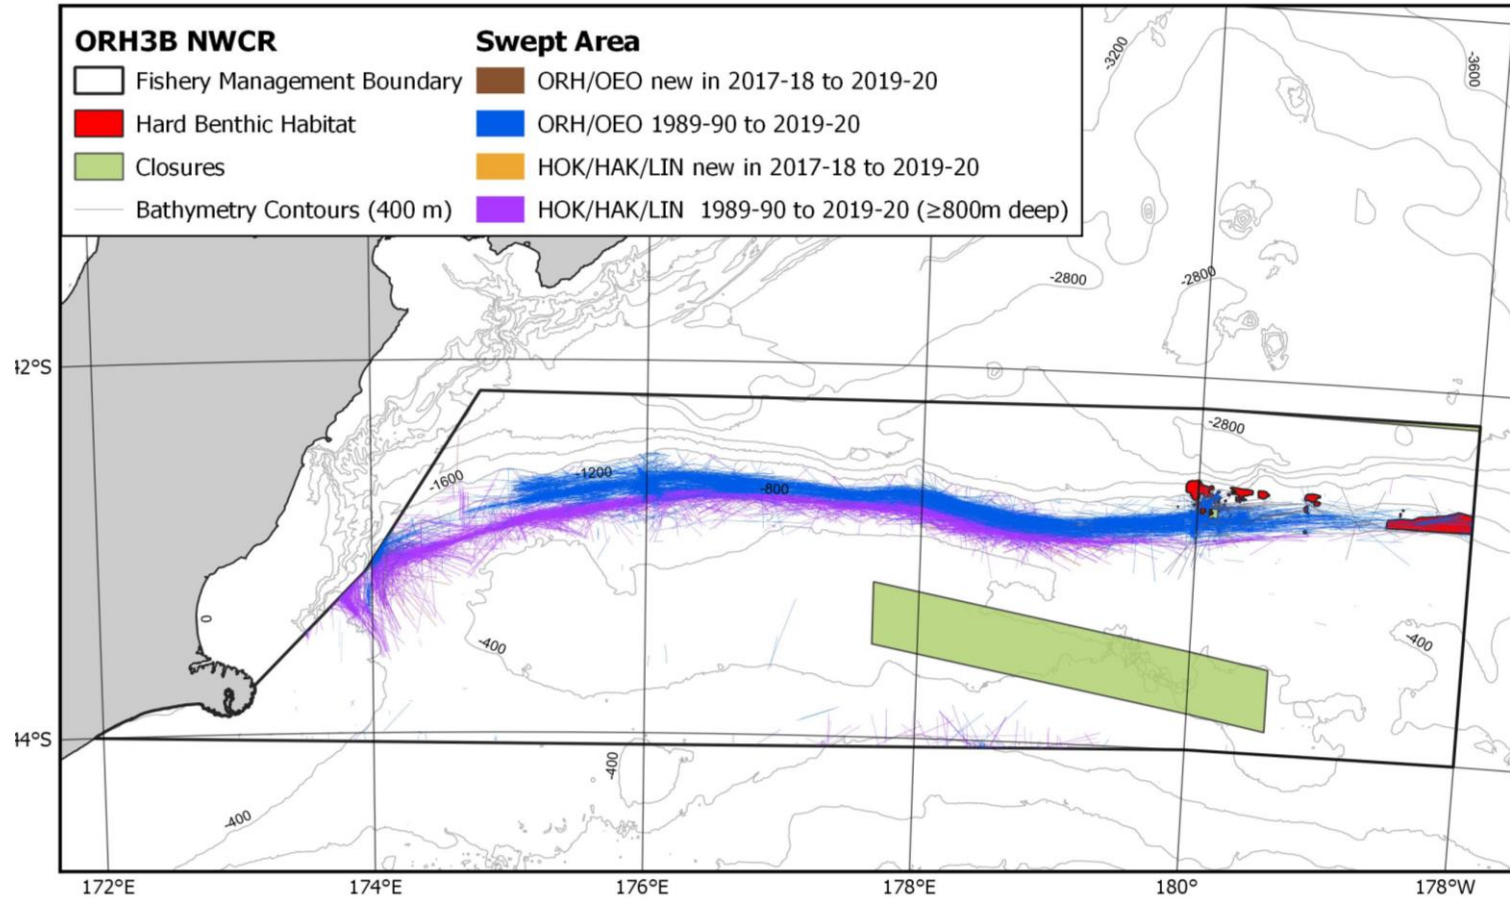 ORH3B NWCR
Fishery Management Boundary
Hard Benthic Habitat
Closures
Bathymetry Contours (400 m)
Swept Area
ORH/OEO new in 2017-18 to 2019-20
ORH/OEO 1989-90 to 2019-20
HOK/HAK/LIN new in 2017-18 to 2019-20
HOK/HAK/LIN 1989-90 to 2019-20 (≥800m deep)
-3200
-3600
-2800
-2800
2°S
-2800
-1600
-1200
-800
0
-400
-400
4°S
-400
-400
172°E
174°E
176°E
178°E
180°
178°W